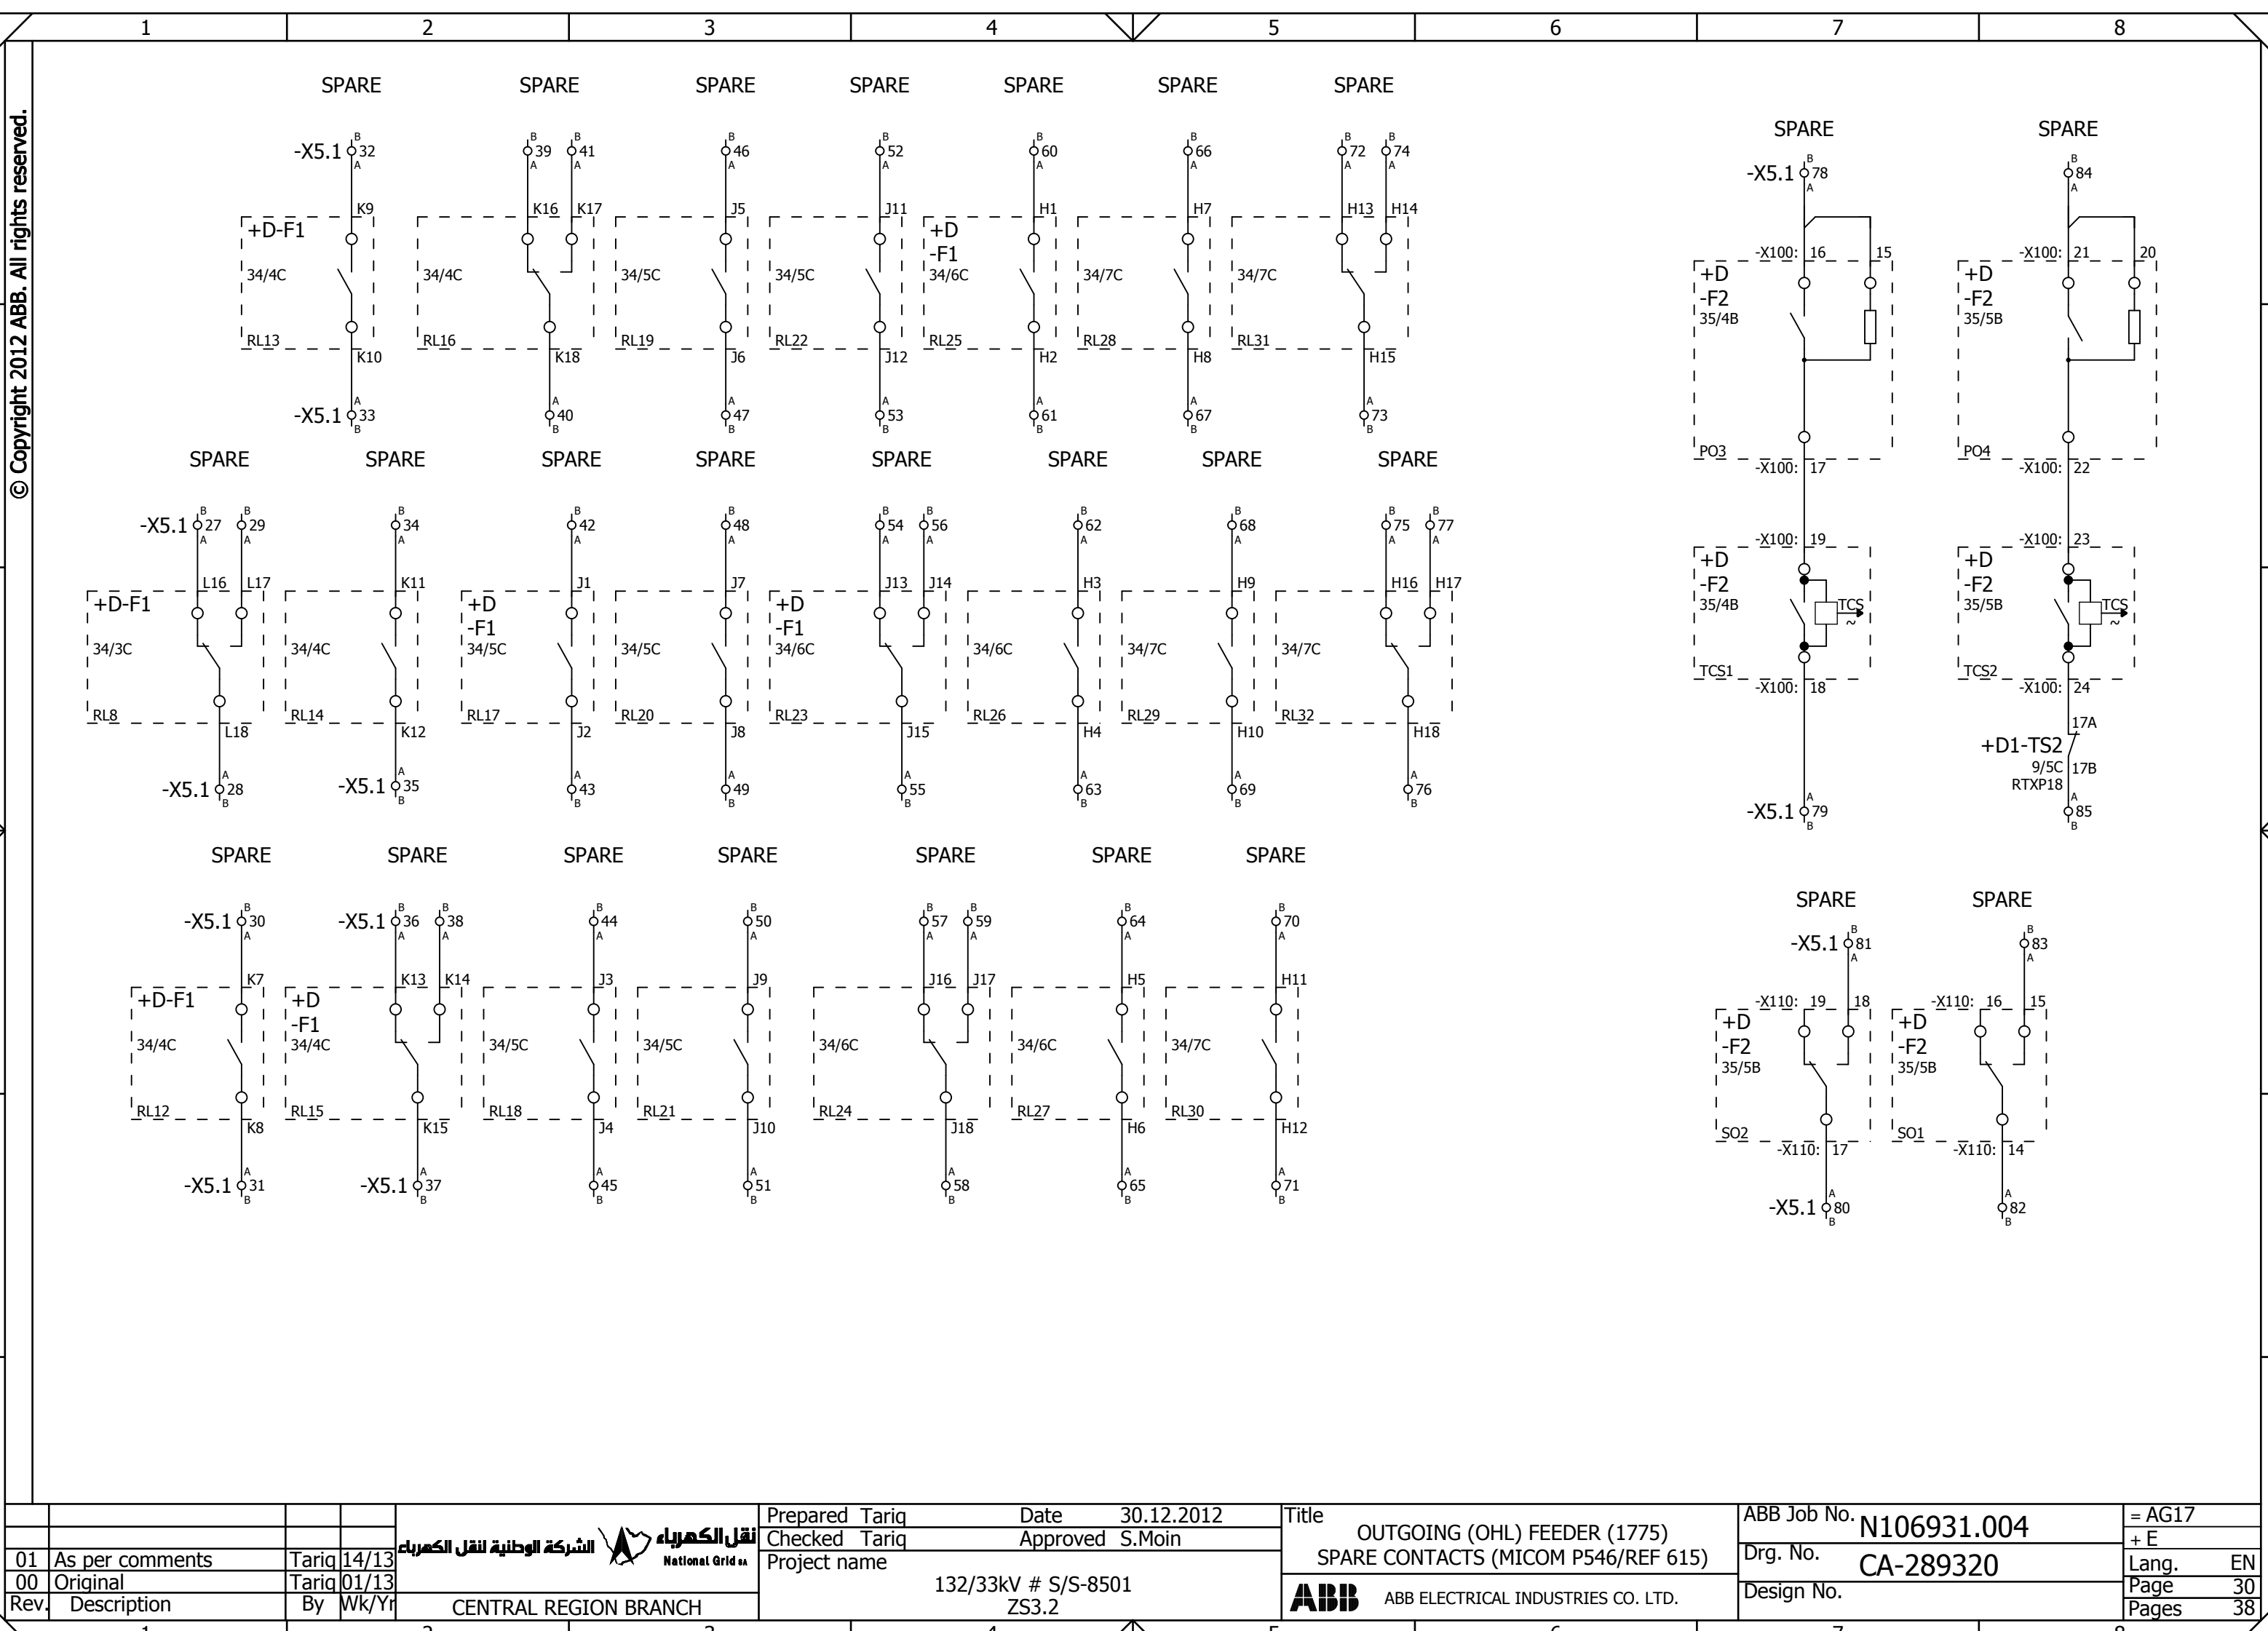 1 2 3 4 5 6 7 8
© Copyright 2012 ABB. All rights reserved.
SPARE SPARE SPARE SPARE SPARE SPARE SPARE
B B B B B B B B B
-X5.1 32 39 41 46 52 60 66 72 74
A A A A A A A A A
K9 K16 K17 J5 J11 H1 H7 H13 H14
+D-F1 +D
-F1
34/4C 34/4C 34/5C 34/5C 34/6C 34/7C 34/7C
RL13 RL16 RL19 RL22 RL25 RL28 RL31
K10 K18 J6 J12 H2 H8 H15
A A A A A A A
-X5.1 33 40 47 53 61 67 73
B B B B B B B
SPARE SPARE SPARE SPARE SPARE SPARE SPARE SPARE
B B B B B B B B B B B
-X5.1 27 29 34 42 48 54 56 62 68 75 77
A A A A A A A A A A A
L16 L17 K11 J1 J7 J13 J14 H3 H9 H16 H17
+D-F1 +D +D
-F1 -F1
34/3C 34/4C 34/5C 34/5C 34/6C 34/6C 34/7C 34/7C
RL8 RL14 RL17 RL20 RL23 RL26 RL29 RL32
L18 K12 J2 J8 J15 H4 H10 H18
A A A A A A A A
-X5.1 28 -X5.1 35 43 49 55 63 69 76
B B B B B B B B
SPARE SPARE SPARE SPARE SPARE SPARE SPARE
B B B B B B B B B
-X5.1 30 -X5.1 36 38 44 50 57 59 64 70
A A A A A A A A A
K7 K13 K14 J3 J9 J16 J17 H5 H11
+D-F1 +D
-F1
34/4C 34/4C 34/5C 34/5C 34/6C 34/6C 34/7C
RL12 RL15 RL18 RL21 RL24 RL27 RL30
K8 K15 J4 J10 J18 H6 H12
A A A A A A A
-X5.1 31 -X5.1 37 45 51 58 65 71
B B B B B B B
SPARE SPARE
B B
-X5.1 78 84
A A
-X100: 16 15 -X100: 21 20
+D +D
-F2 -F2
35/4B 35/5B
PO3 PO4
-X100: 17 -X100: 22
-X100: 19 -X100: 23
+D +D
-F2 -F2
35/4B TCS 35/5B TCS
~ ~
TCS1 TCS2
-X100: 18 -X100: 24
17A
+D1-TS2
9/5C 17B
RTXP18
A A
-X5.1 79 85
B B
SPARE SPARE
B B
-X5.1 81 83
A A
-X110: 19 18 -X110: 16 15
+D +D
-F2 -F2
35/5B 35/5B
SO2 SO1
-X110: 17 -X110: 14
A A
-X5.1 80 82
B B
01 As per comments Tariq 14/13
00 Original Tariq 01/13
Rev. Description By Wk/Yr
الشركة الوطنية لنقل الكهرباء
نقل الكهرباء
National Grid SA
CENTRAL REGION BRANCH
Prepared Tariq Date 30.12.2012
Checked Tariq Approved S.Moin
Project name
132/33kV # S/S-8501
ZS3.2
Title
OUTGOING (OHL) FEEDER (1775)
SPARE CONTACTS (MICOM P546/REF 615)
ABB ABB ELECTRICAL INDUSTRIES CO. LTD.
ABB Job No. N106931.004
Drg. No. CA-289320
Design No.
= AG17
+ E
Lang. EN
Page 30
Pages 38
1 2 3 4 5 6 7 8